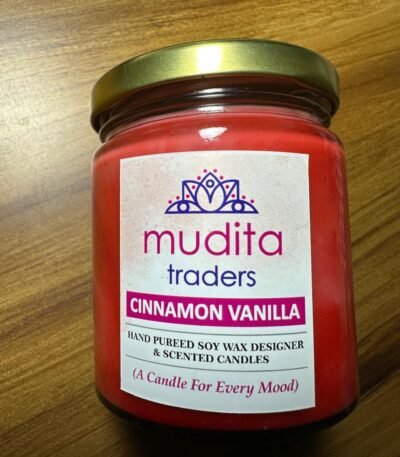 mudita
traders
CINNAMON VANILLA
HAND PUREED SOY WAX DESIGNER
& SCENTED CANDLES
(A Candle For Every Mood)